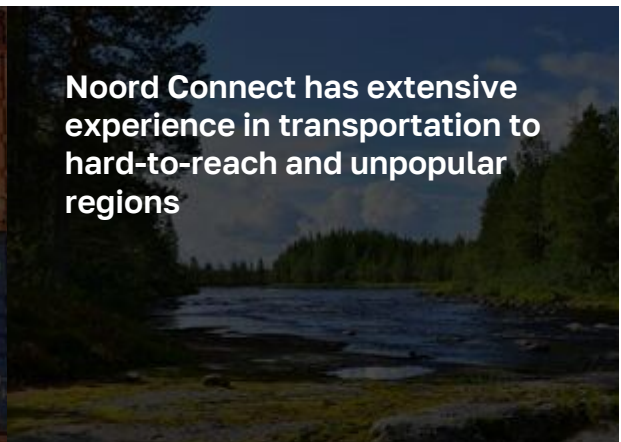 Noord Connect has extensive
experience in transportation to
hard-to-reach and unpopular
regions